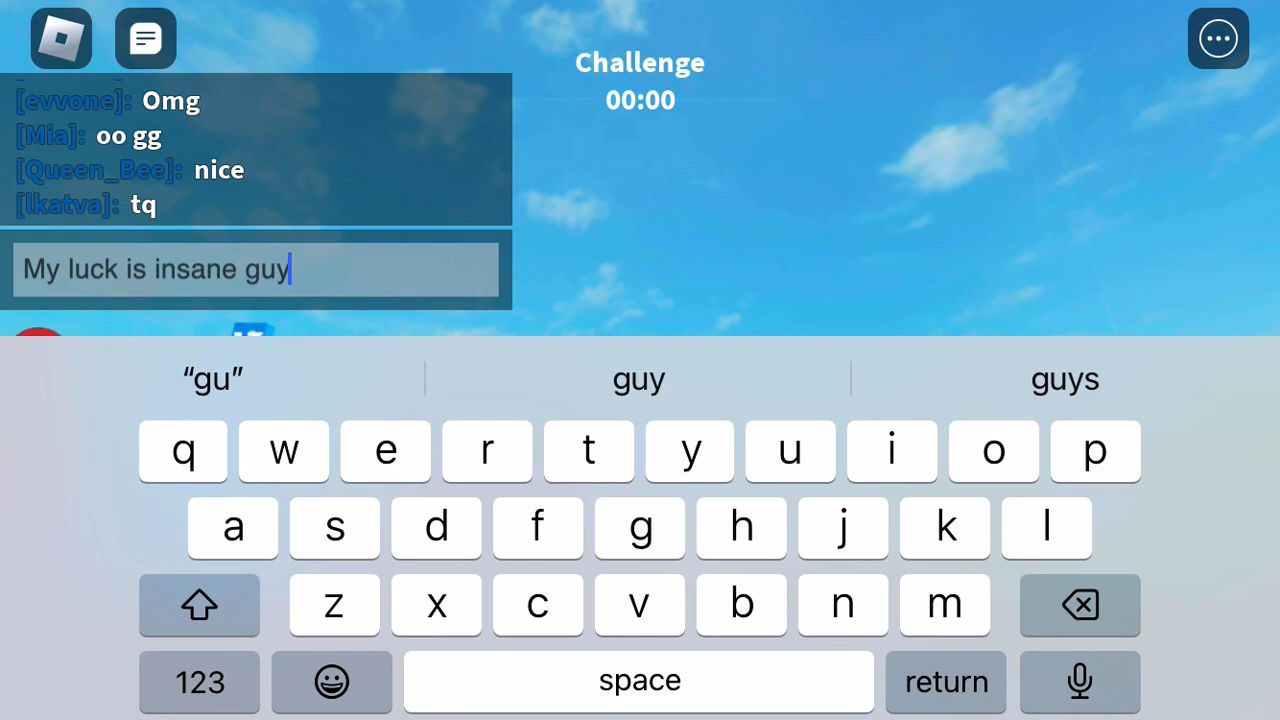 Challenge
00:00
[evvone]: Omg
[Mia]: oo gg
[Queen_Bee]: nice
[lkatva]: tq
My luck is insane guy
“gu” guy guys
q w e r t y u i o p
a s d f g h j k l
z x c v b n m
123 space return